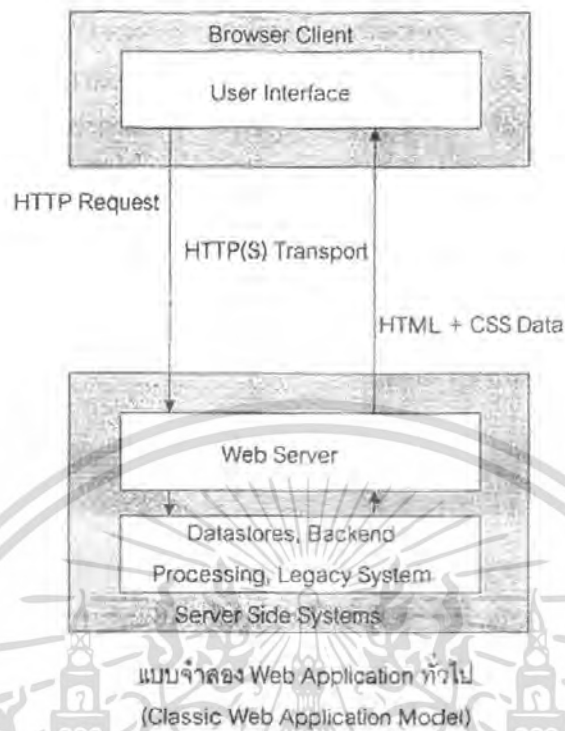 Browser Client
User Interface
HTTP Request
HTTP(S) Transport
HTML + CSS Data
Web Server
Datastores, Backend
Processing, Legacy System
Server Side Systems
แบบจำลอง Web Application ทั่วไป
(Classic Web Application Model)